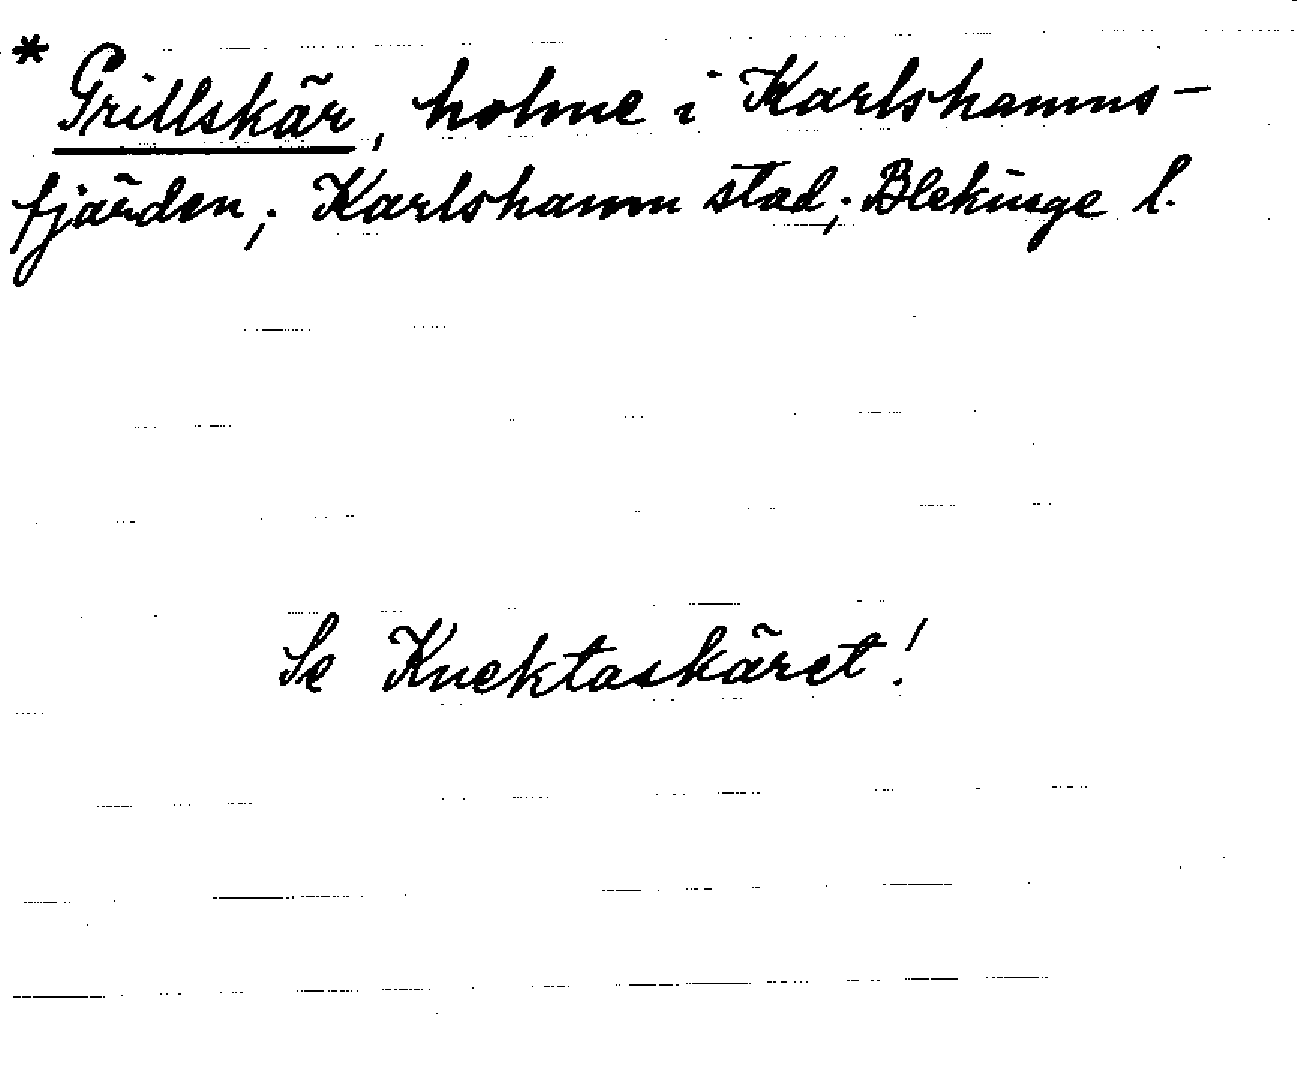 * Grillskär, holme i Karlshamns-
fjärden; Karlshamn stad; Blekinge l.
Se Knektaskäret!